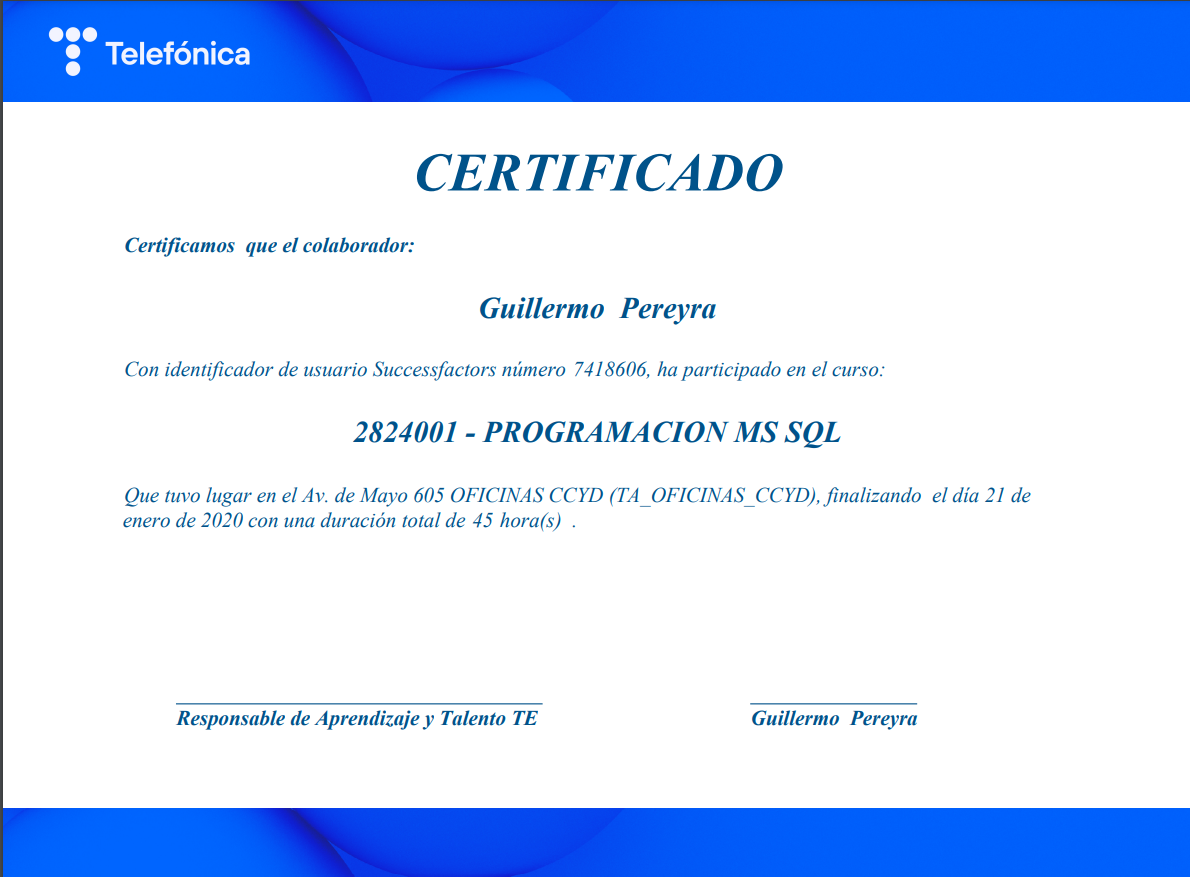 Telefónica
CERTIFICADO
Certificamos que el colaborador:
Guillermo Pereyra
Con identificador de usuario Successfactors número 7418606, ha participado en el curso:
2824001 - PROGRAMACION MS SQL
Que tuvo lugar en el Av. de Mayo 605 OFICINAS CCYD (TA_OFICINAS_CCYD), finalizando el día 21 de
enero de 2020 con una duración total de 45 hora(s) .
Responsable de Aprendizaje y Talento TE
Guillermo Pereyra